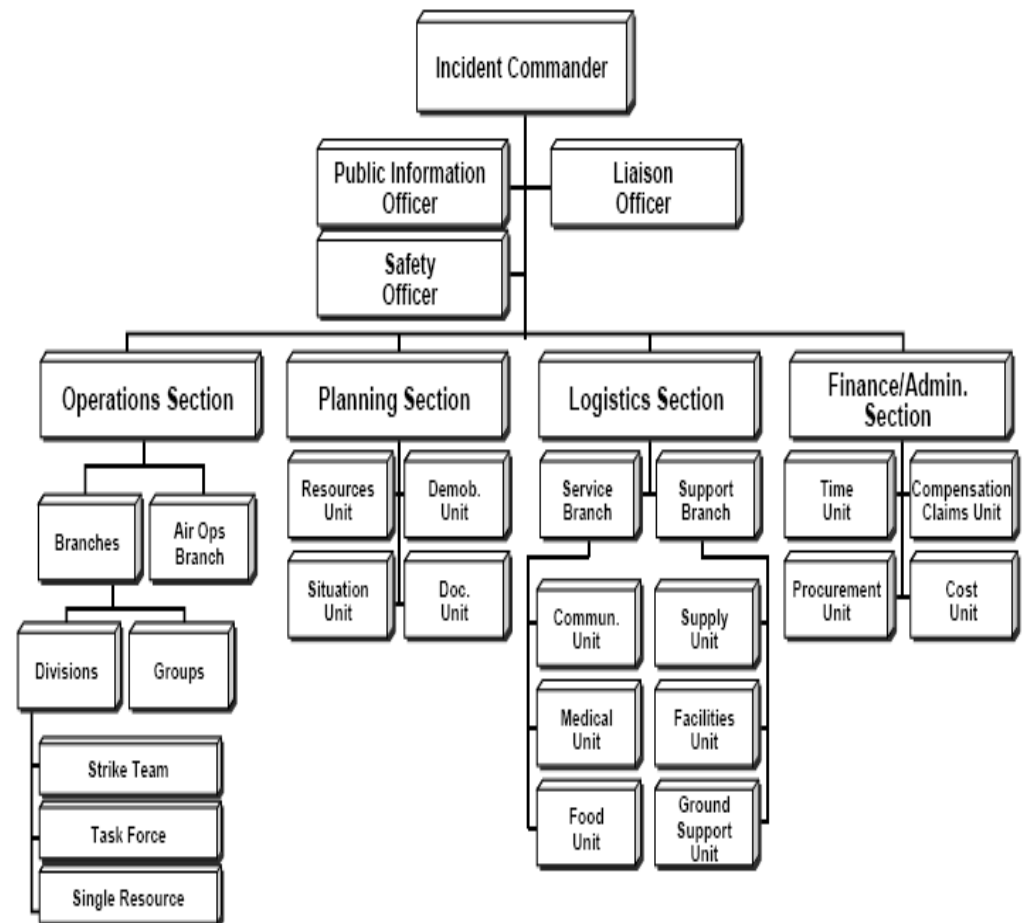 Incident Commander
Public Information
Officer
Liaison
Officer
Safety
Officer
Operations Section
Planning Section
Logistics Section
Finance/Admin.
Section
Resources
Unit
Demob.
Unit
Service
Branch
Support
Branch
Time
Unit
Compensation
Claims Unit
Branches
Air Ops
Branch
Situation
Unit
Doc.
Unit
Commun.
Unit
Supply
Unit
Procurement
Unit
Cost
Unit
Divisions
Groups
Medical
Unit
Facilities
Unit
Strike Team
Task Force
Single Resource
Food
Unit
Ground
Support
Unit